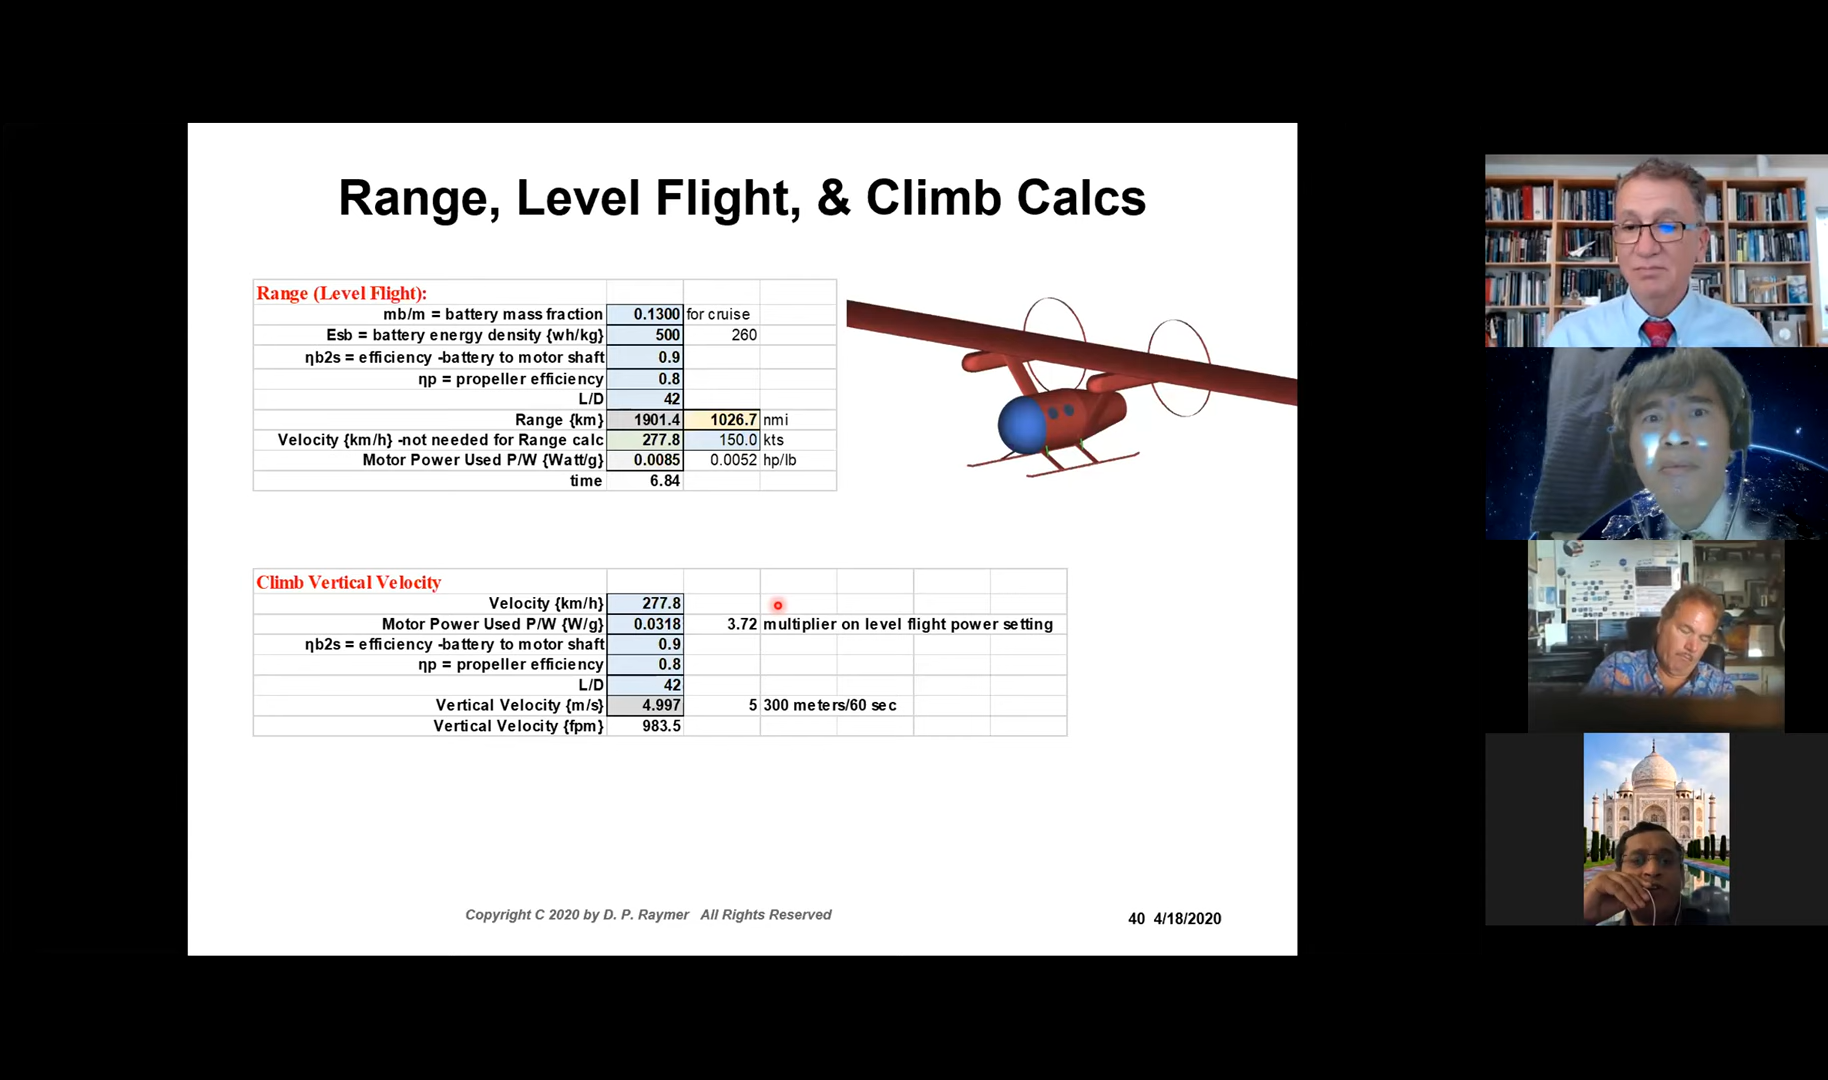 Range, Level Flight, & Climb Calcs
Range (Level Flight):
mb/m = battery mass fraction 0.1300 for cruise
Esb = battery energy density {wh/kg} 500 260
ηb2s = efficiency -battery to motor shaft 0.9
ηp = propeller efficiency 0.8
L/D 42
Range {km} 1901.4 1026.7 nmi
Velocity {km/h} -not needed for Range calc 277.8 150.0 kts
Motor Power Used P/W {Watt/g} 0.0085 0.0052 hp/lb
time 6.84
Climb Vertical Velocity
Velocity {km/h} 277.8
Motor Power Used P/W {W/g} 0.0318 3.72 multiplier on level flight power setting
ηb2s = efficiency -battery to motor shaft 0.9
ηp = propeller efficiency 0.8
L/D 42
Vertical Velocity {m/s} 4.997 5 300 meters/60 sec
Vertical Velocity {fpm} 983.5
Copyright C 2020 by D. P. Raymer All Rights Reserved
40 4/18/2020